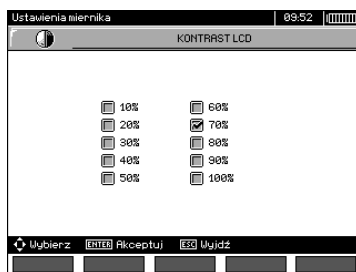 Ustawienia miernika 09:52
KONTRAST LCD
10% 60%
20% 70%
30% 80%
40% 90%
50% 100%
Wybierz ENTER Akceptuj ESC Wyjdź